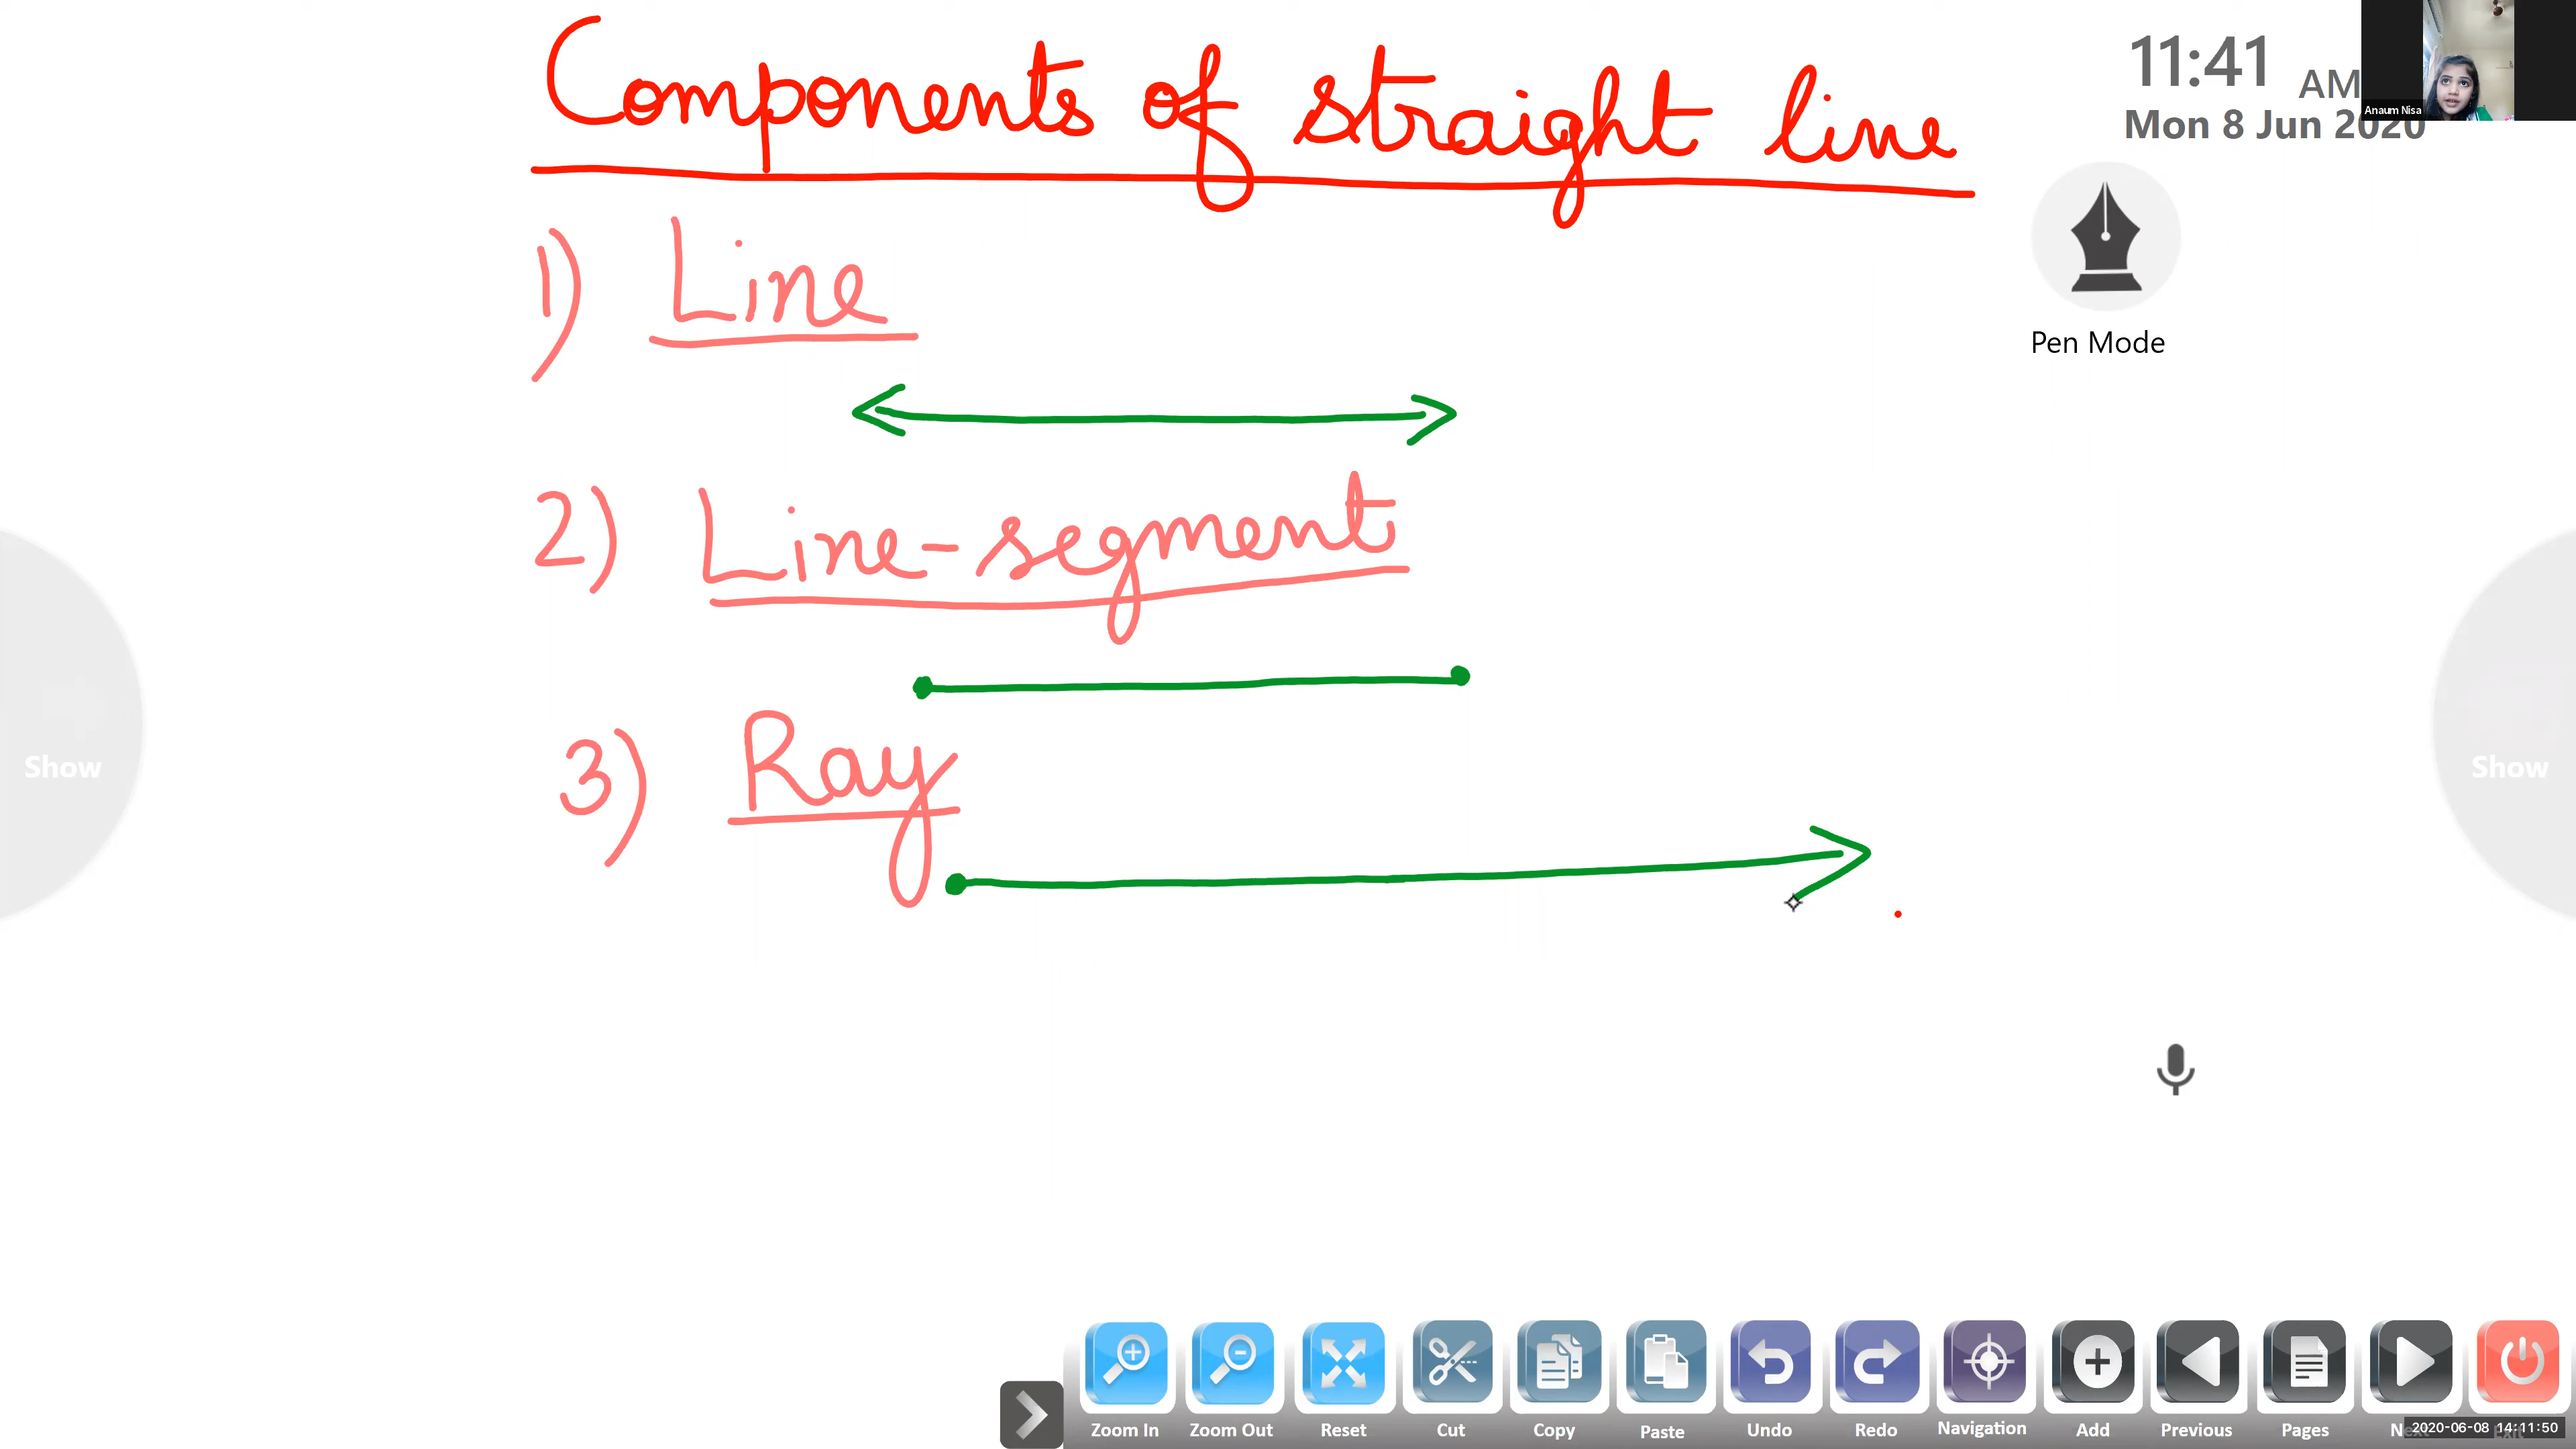 Components of straight line
11:41 AM
Mon 8 Jun 2020
Anaum Nisa
Pen Mode
1) Line
2) Line-segment
3) Ray
Show
Show
Zoom In Zoom Out Reset Cut Copy Paste Undo Redo Navigation Add Previous Pages
2020-06-08 14:11:50